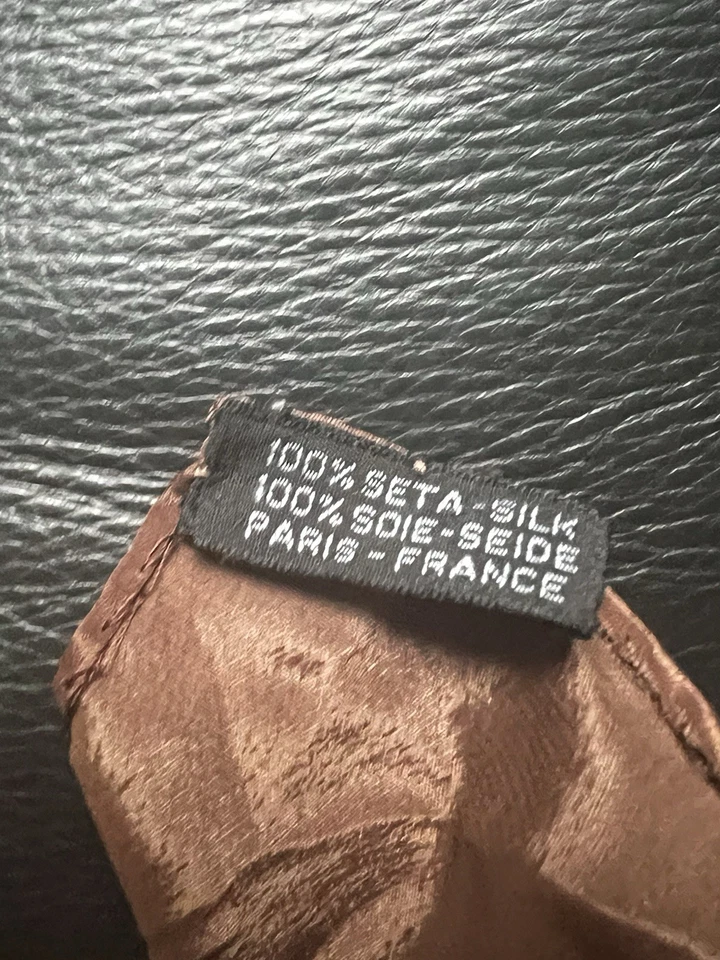 100% SETA-SILK
100% SOIE-SEIDE
PARIS - FRANCE